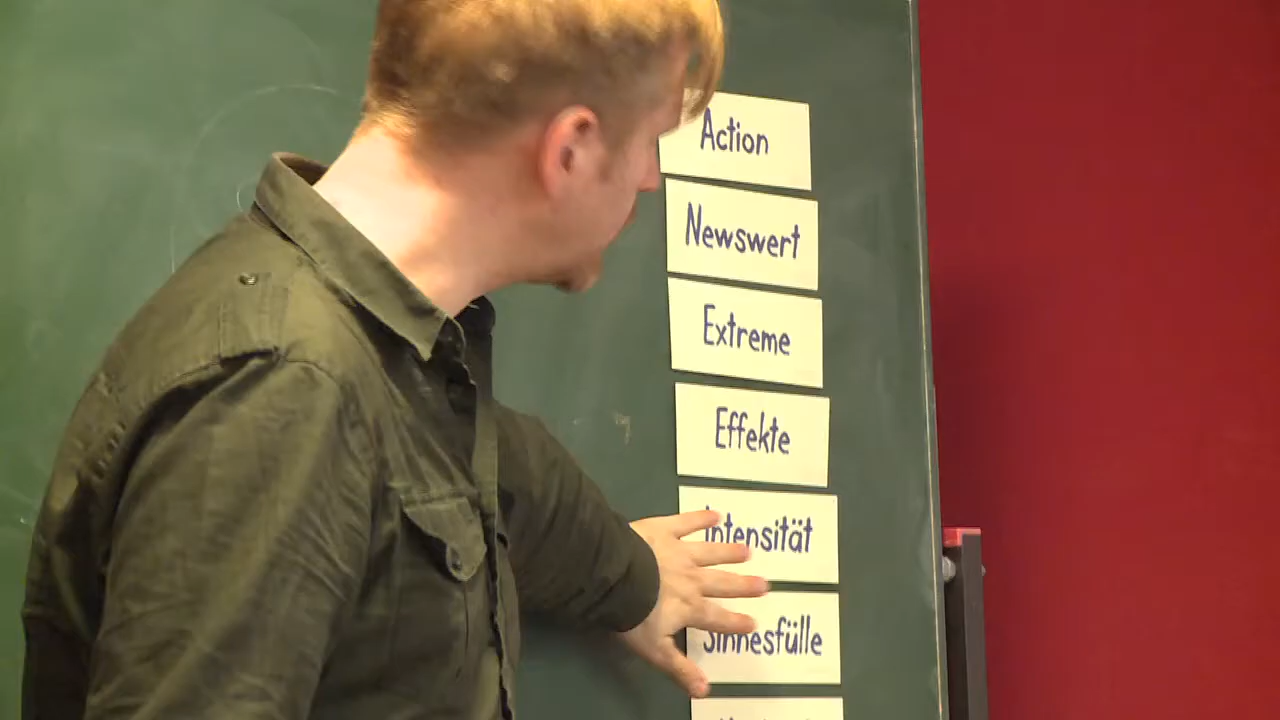 Action
Newswert
Extreme
Effekte
Intensität
Sinnesfülle